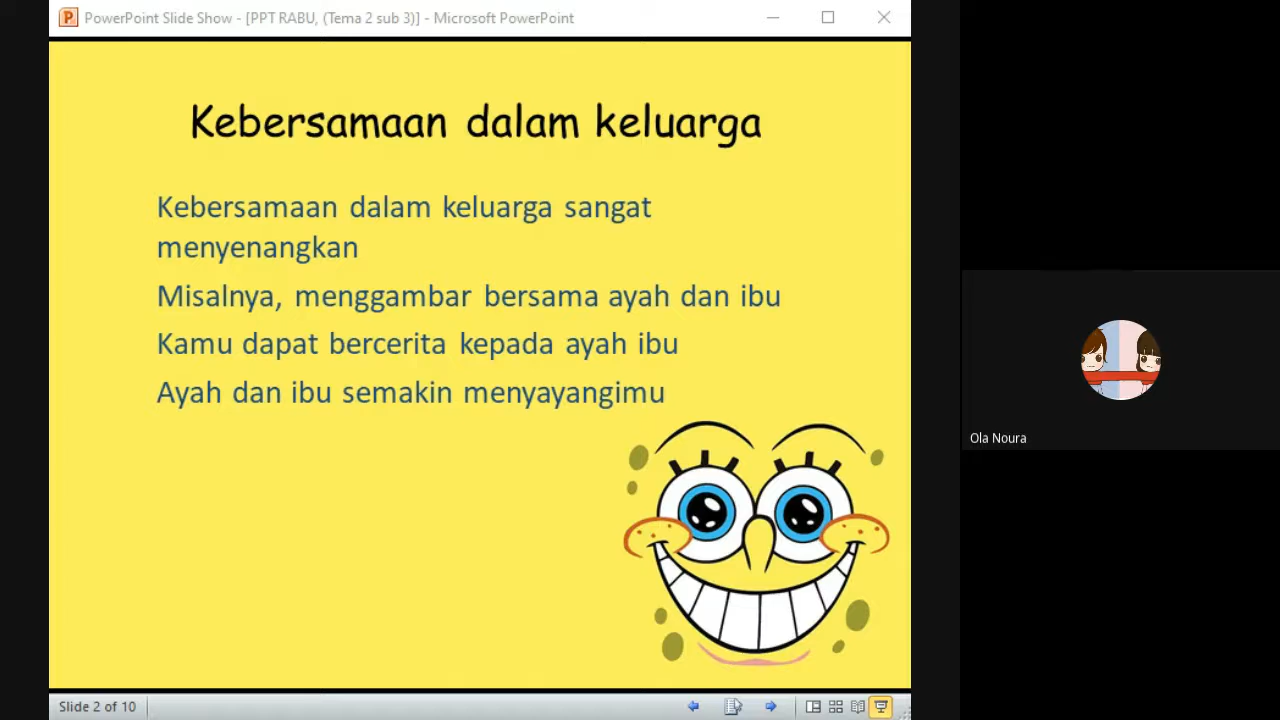 PowerPoint Slide Show - [PPT RABU, (Tema 2 sub 3)] - Microsoft PowerPoint
Kebersamaan dalam keluarga
Kebersamaan dalam keluarga sangat
menyenangkan
Misalnya, menggambar bersama ayah dan ibu
Kamu dapat bercerita kepada ayah ibu
Ayah dan ibu semakin menyayangimu
Ola Noura
Slide 2 of 10